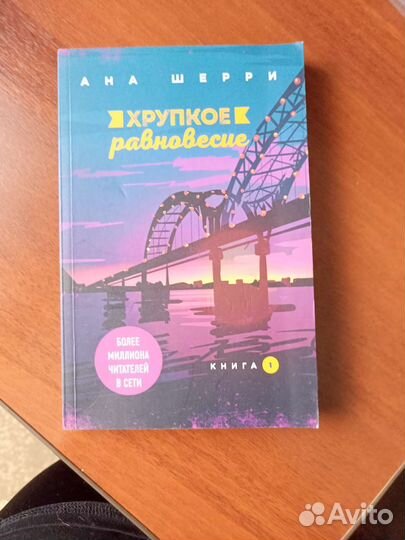 АНА ШЕРРИ
ХРУПКОЕ
равновесие
БОЛЕЕ
МИЛЛИОНА
ЧИТАТЕЛЕЙ
В СЕТИ
КНИГА 1
Avito